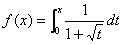 f(x) = ∫₀ˣ 1/(1+√t) dt